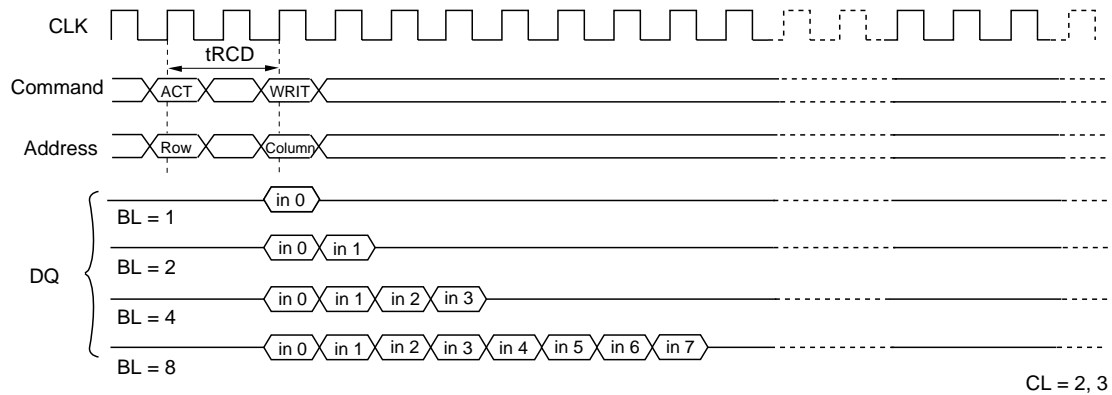 CLK
tRCD
Command ACT WRIT
Address Row Column
DQ
BL = 1 in 0
BL = 2 in 0 in 1
BL = 4 in 0 in 1 in 2 in 3
BL = 8 in 0 in 1 in 2 in 3 in 4 in 5 in 6 in 7
CL = 2, 3